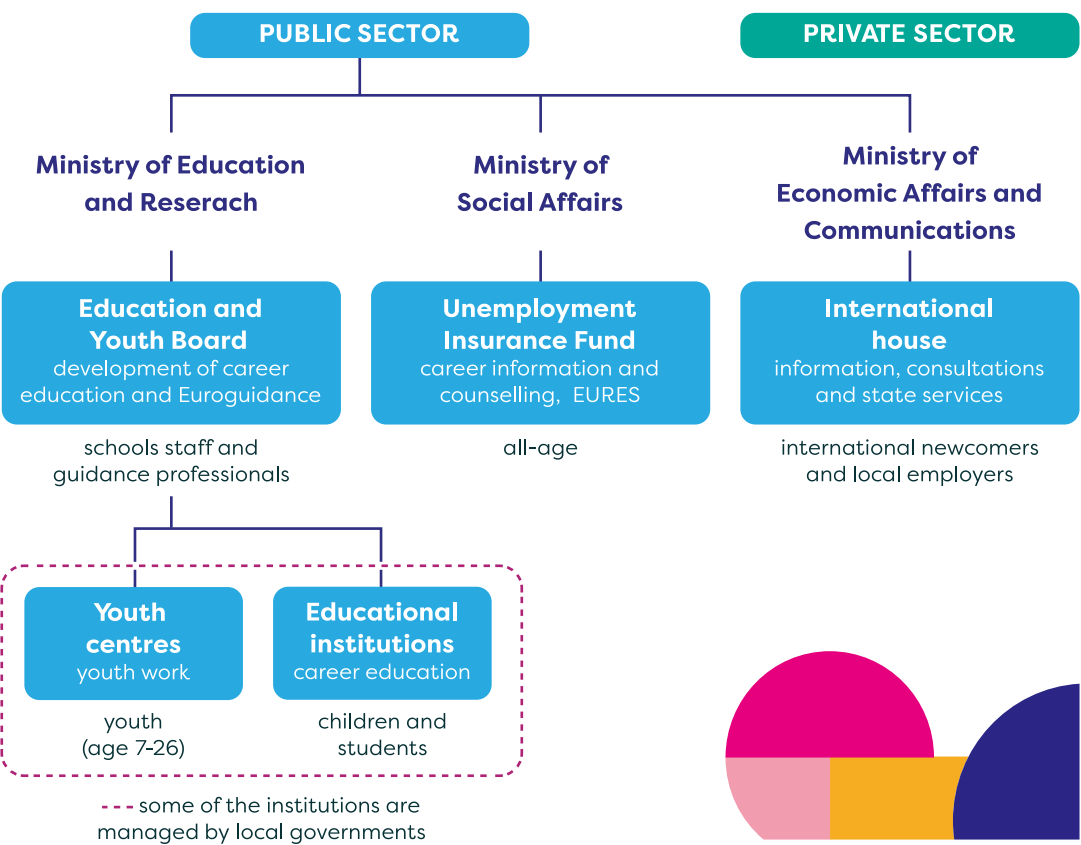 PUBLIC SECTOR
PRIVATE SECTOR
Ministry of Education
and Reserach
Ministry of
Social Affairs
Ministry of
Economic Affairs and
Communications
Education and
Youth Board
development of career
education and Euroguidance
schools staff and
guidance professionals
Unemployment
Insurance Fund
career information and
counselling, EURES
all-age
International
house
information, consultations
and state services
international newcomers
and local employers
Youth
centres
youth work
youth
(age 7-26)
Educational
institutions
career education
children and
students
--- some of the institutions are
managed by local governments